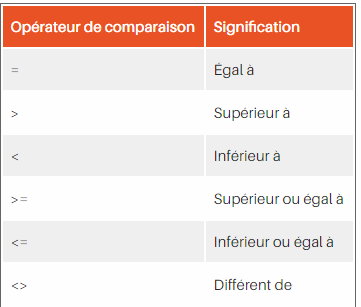 Opérateur de comparaison Signification
= Égal à
> Supérieur à
< Inférieur à
>= Supérieur ou égal à
<= Inférieur ou égal à
<> Différent de